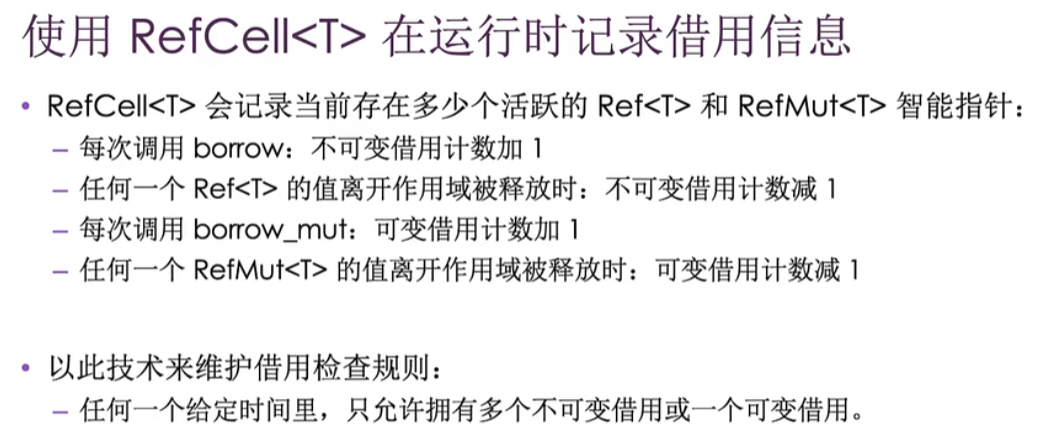 使用 RefCell<T> 在运行时记录借用信息
• RefCell<T> 会记录当前存在多少个活跃的 Ref<T> 和 RefMut<T> 智能指针：
– 每次调用 borrow：不可变借用计数加 1
– 任何一个 Ref<T> 的值离开作用域被释放时：不可变借用计数减 1
– 每次调用 borrow_mut：可变借用计数加 1
– 任何一个 RefMut<T> 的值离开作用域被释放时：可变借用计数减 1
• 以此技术来维护借用检查规则：
– 任何一个给定时间里，只允许拥有多个不可变借用或一个可变借用。